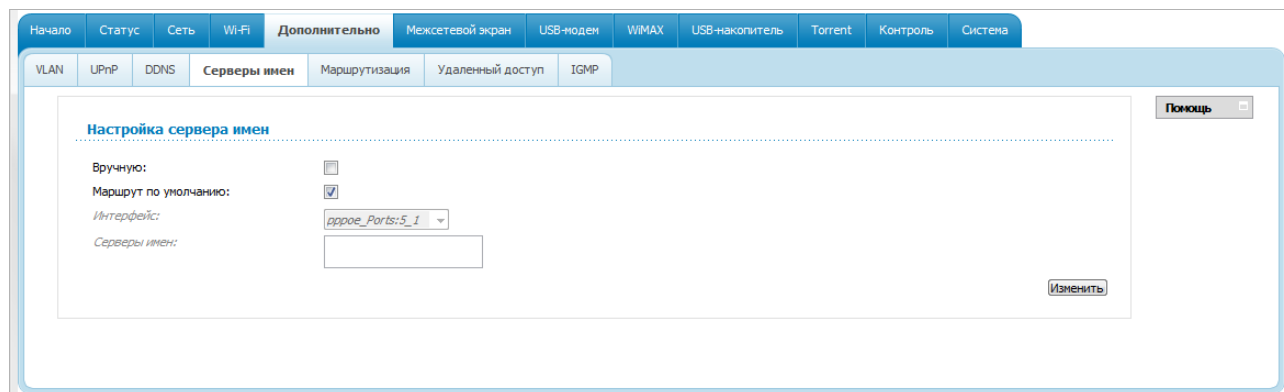 Начало Статус Сеть Wi-Fi Дополнительно Межсетевой экран USB-модем WiMAX USB-накопитель Torrent Контроль Система
VLAN UPnP DDNS Серверы имен Маршрутизация Удаленный доступ IGMP
Помощь
Настройка сервера имен
Вручную:
Маршрут по умолчанию:
Интерфейс: pppoe_Ports:5_1
Серверы имен:
Изменить